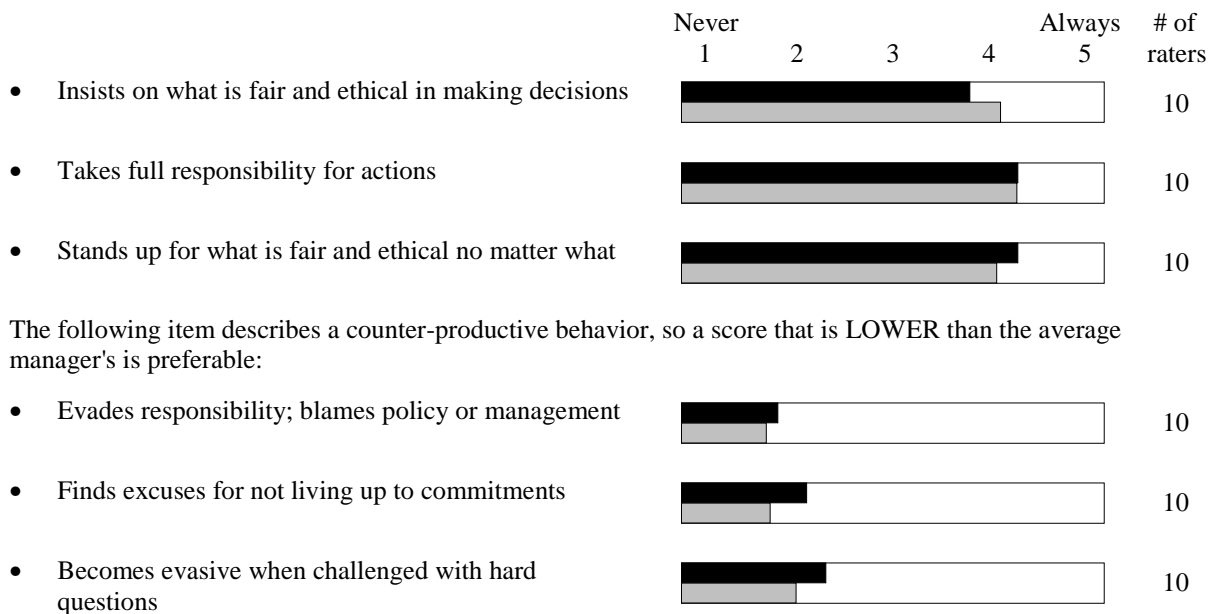 Never Always # of
1 2 3 4 5 raters
• Insists on what is fair and ethical in making decisions 10
• Takes full responsibility for actions 10
• Stands up for what is fair and ethical no matter what 10
The following item describes a counter-productive behavior, so a score that is LOWER than the average
manager's is preferable:
• Evades responsibility; blames policy or management 10
• Finds excuses for not living up to commitments 10
• Becomes evasive when challenged with hard 10
questions